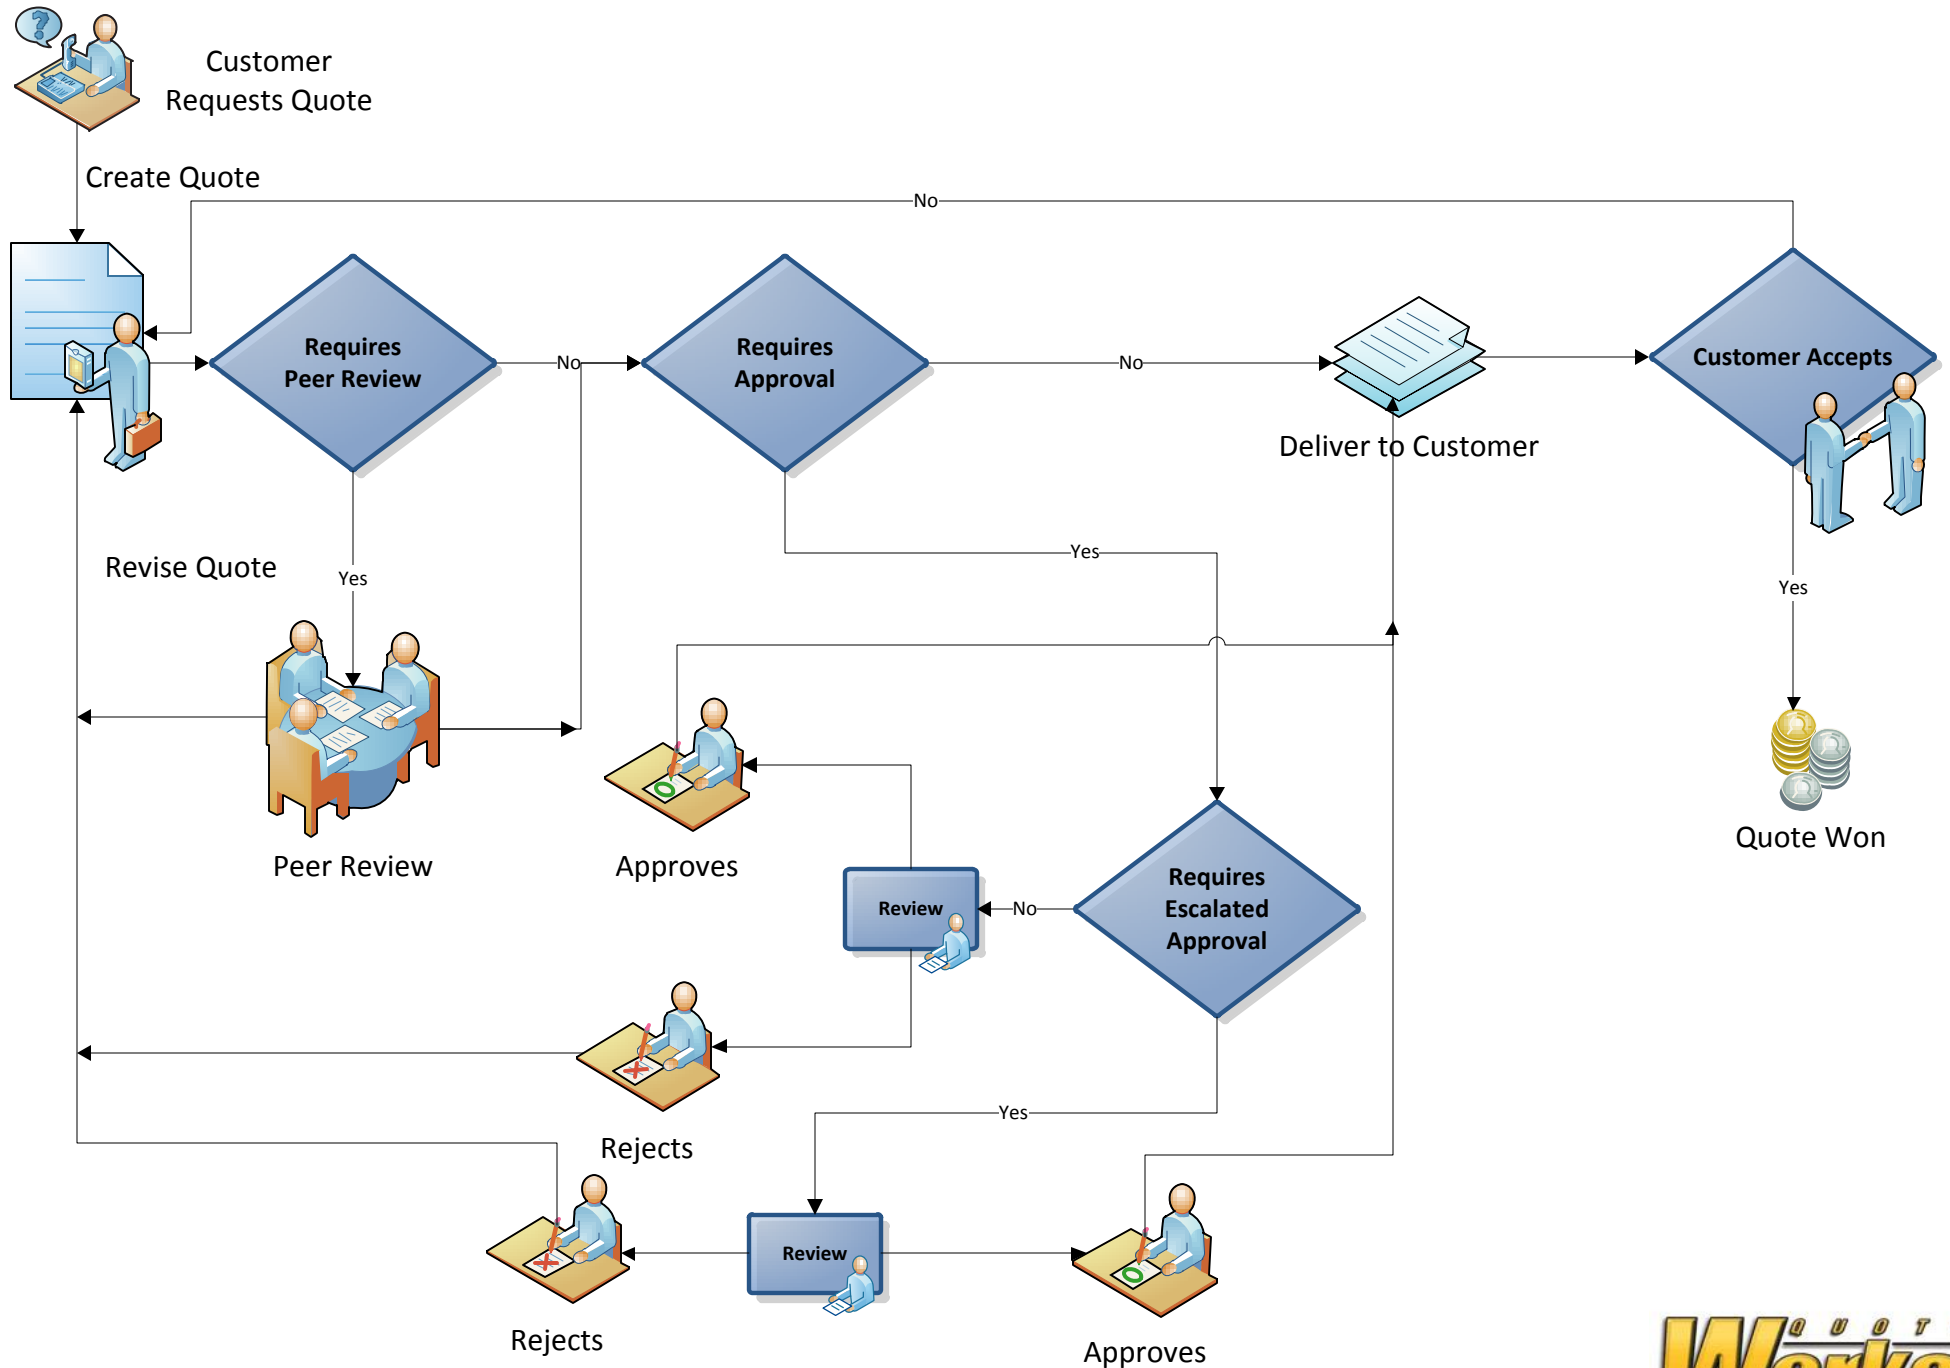 Customer
Requests Quote
Create Quote
No
Requires
Peer Review
No
Requires
Approval
No
Deliver to Customer
Customer Accepts
Yes
Revise Quote
Yes
Yes
Quote Won
Peer Review
Approves
Review
No
Requires
Escalated
Approval
Rejects
Yes
Rejects
Review
Approves
QUOT